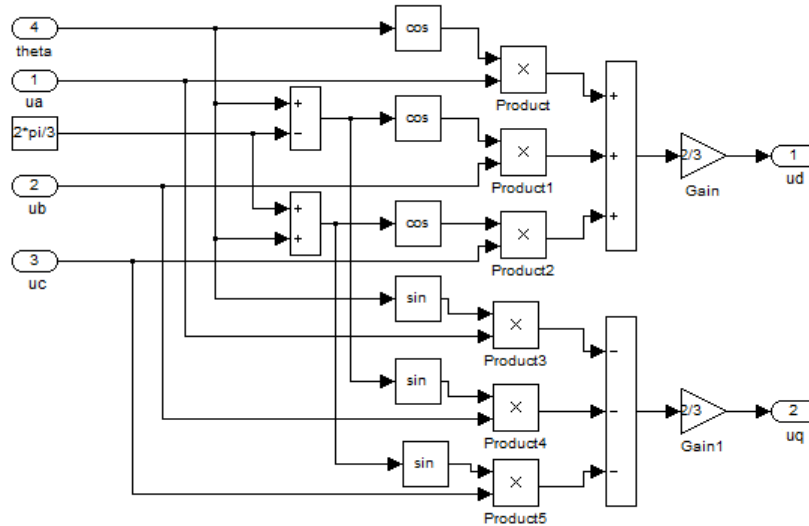 4
theta
cos
×
Product
1
ua
+
−
cos
×
Product1
2*pi/3
2
ub
+
+
cos
×
Product2
3
uc
+
+
+
2/3
Gain
1
ud
sin
×
Product3
sin
×
Product4
sin
×
Product5
−
−
−
2/3
Gain1
2
uq